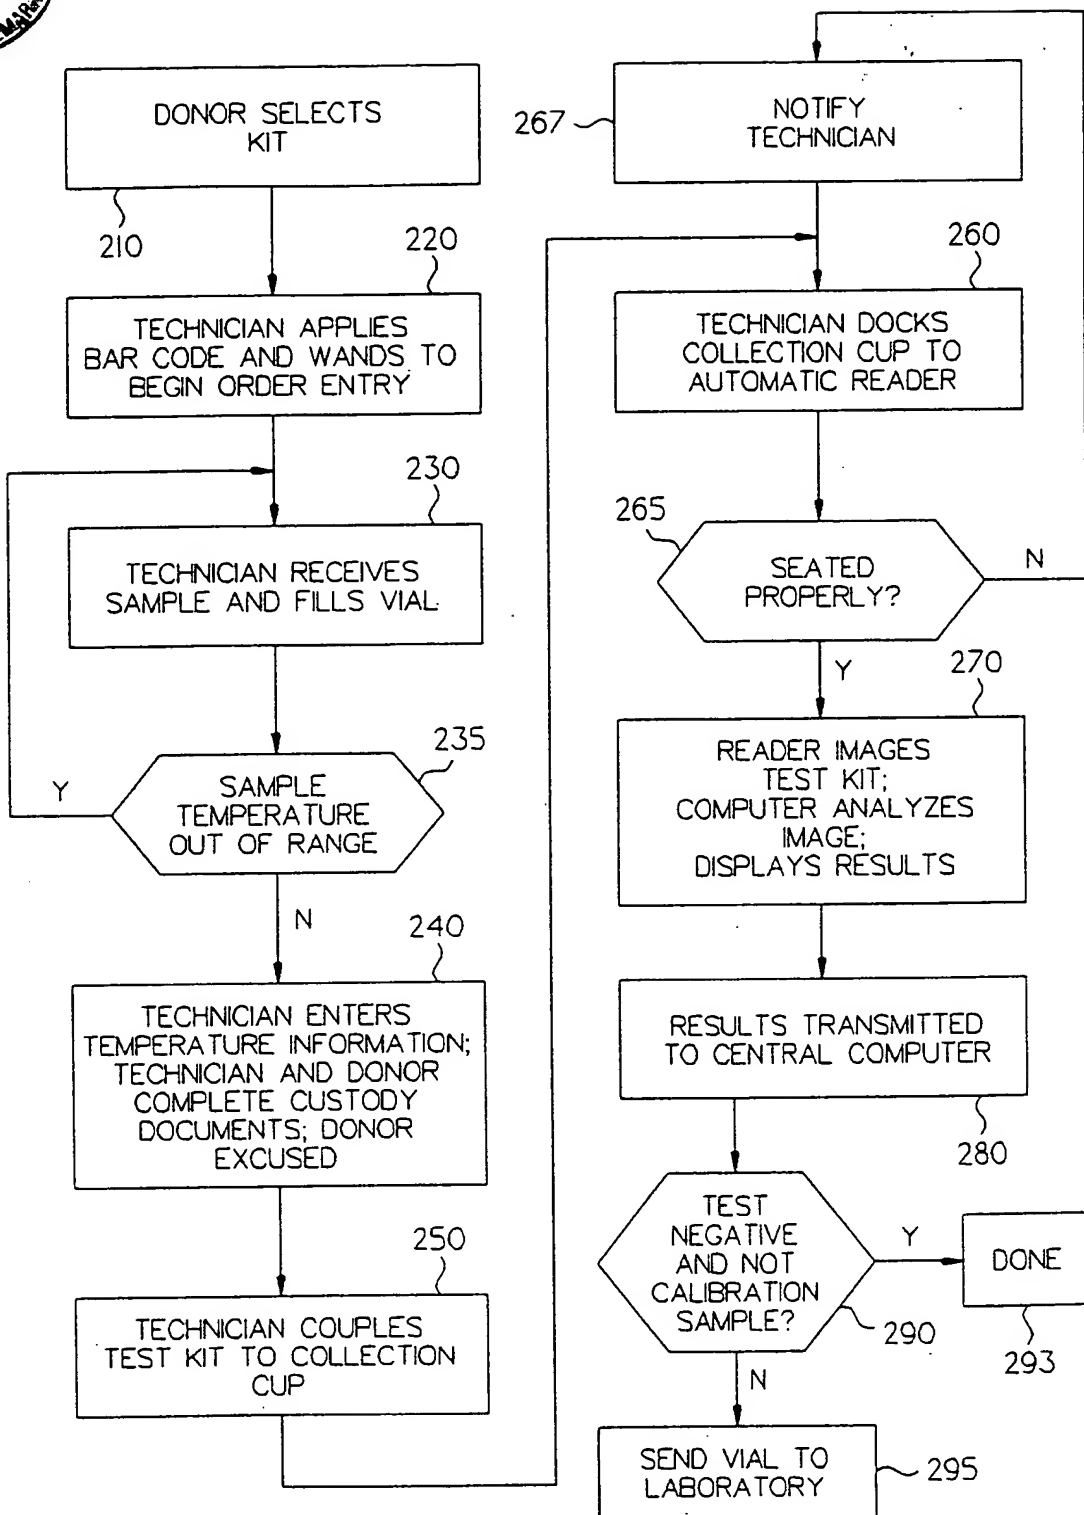 DONOR SELECTS
KIT
210
220
TECHNICIAN APPLIES
BAR CODE AND WANDS TO
BEGIN ORDER ENTRY
230
TECHNICIAN RECEIVES
SAMPLE AND FILLS VIAL
235
SAMPLE
TEMPERATURE
OUT OF RANGE
Y
N
240
TECHNICIAN ENTERS
TEMPERATURE INFORMATION;
TECHNICIAN AND DONOR
COMPLETE CUSTODY
DOCUMENTS; DONOR
EXCUSED
250
TECHNICIAN COUPLES
TEST KIT TO COLLECTION
CUP
267
NOTIFY
TECHNICIAN
260
TECHNICIAN DOCKS
COLLECTION CUP TO
AUTOMATIC READER
265
SEATED
PROPERLY?
N
Y
270
READER IMAGES
TEST KIT;
COMPUTER ANALYZES
IMAGE;
DISPLAYS RESULTS
RESULTS TRANSMITTED
TO CENTRAL COMPUTER
280
TEST
NEGATIVE
AND NOT
CALIBRATION
SAMPLE?
290
Y
DONE
293
N
SEND VIAL TO
LABORATORY
295